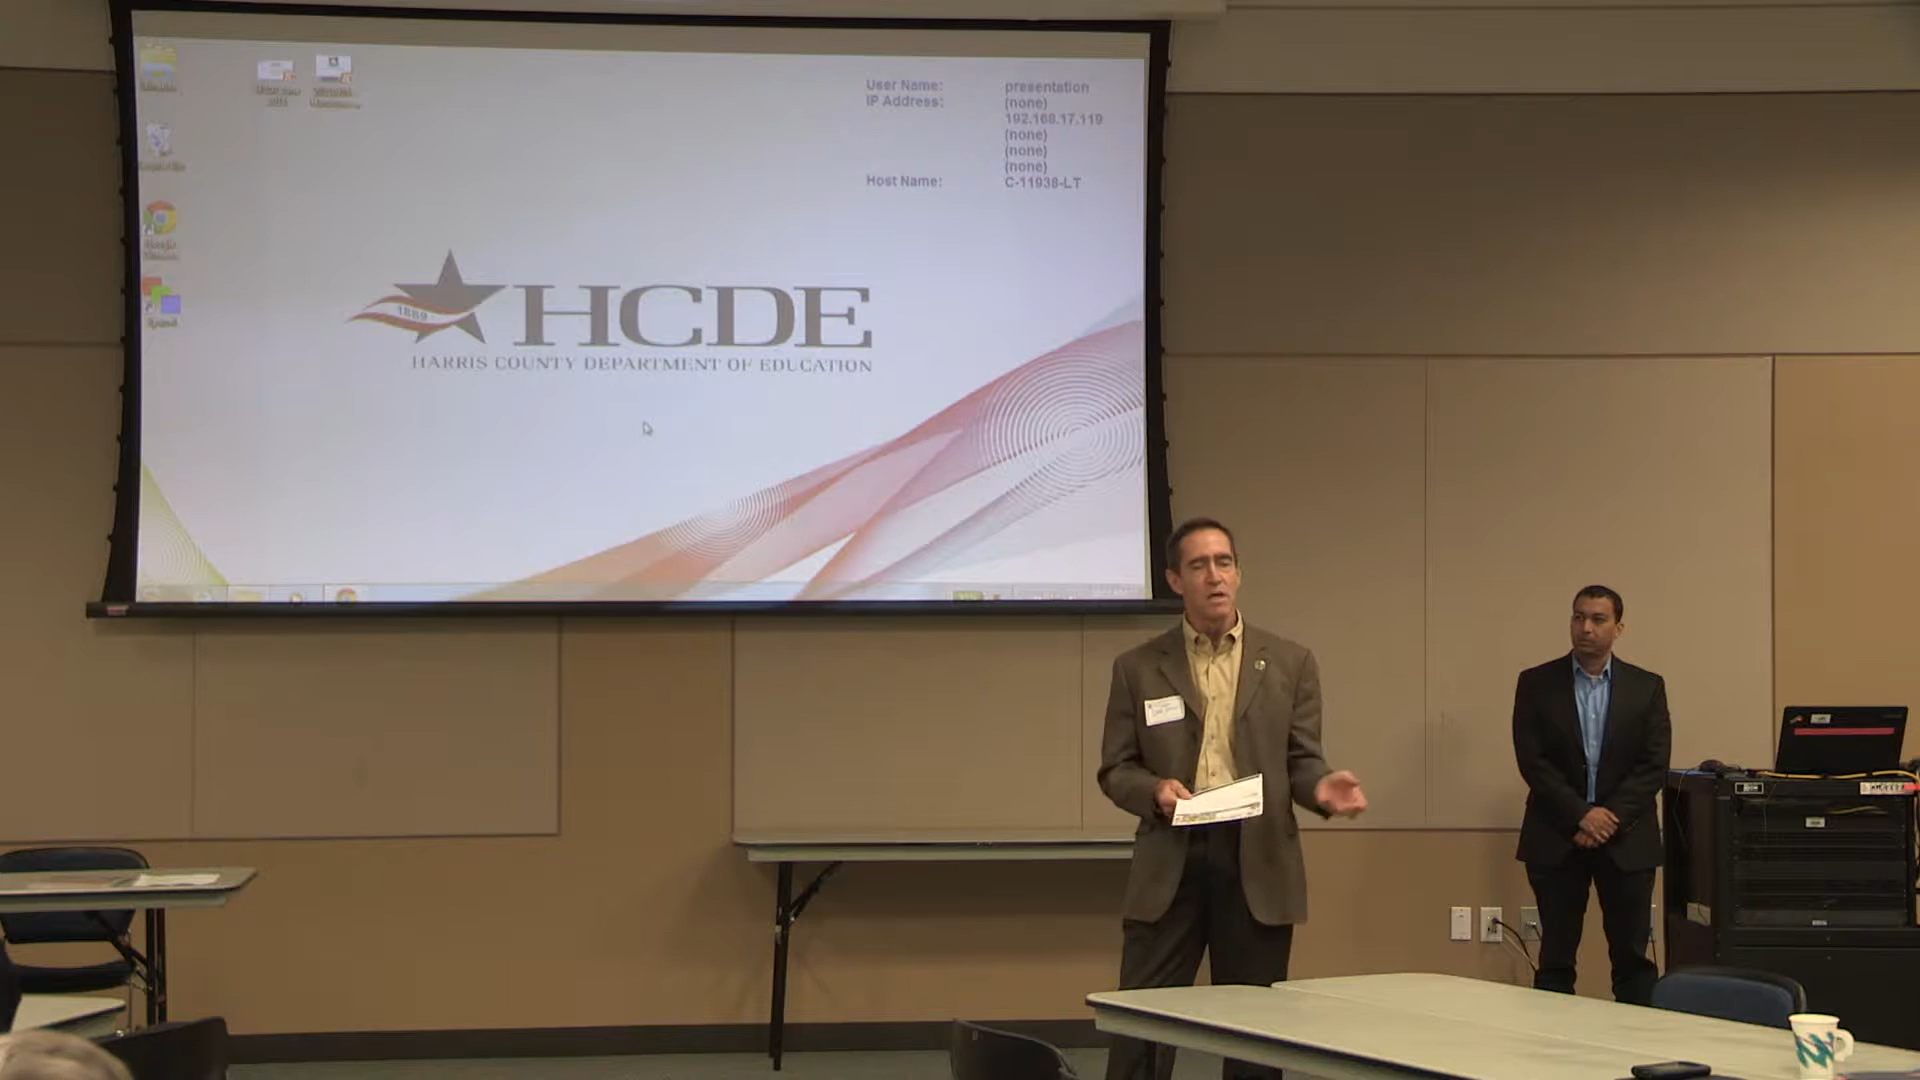 User Name: presentation
IP Address: (none)
192.168.17.119
(none)
(none)
(none)
Host Name: C-11938-LT
1889
HCDE
HARRIS COUNTY DEPARTMENT OF EDUCATION